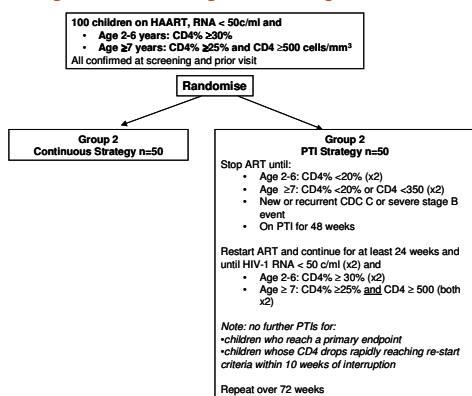 100 children on HAART, RNA < 50c/ml and
• Age 2-6 years: CD4% ≥30%
• Age ≥7 years: CD4% ≥25% and CD4 ≥500 cells/mm³
All confirmed at screening and prior visit
Randomise
Group 2
Continuous Strategy n=50
Group 2
PTI Strategy n=50
Stop ART until:
• Age 2-6: CD4% <20% (x2)
• Age ≥7: CD4% <20% or CD4 <350 (x2)
• New or recurrent CDC C or severe stage B
event
• On PTI for 48 weeks
Restart ART and continue for at least 24 weeks and
until HIV-1 RNA < 50 c/ml (x2) and
• Age 2-6: CD4% ≥ 30% (x2)
• Age ≥ 7: CD4% ≥25% and CD4 ≥ 500 (both
x2)
Note: no further PTIs for:
•children who reach a primary endpoint
•children whose CD4 drops rapidly reaching re-start
criteria within 10 weeks of interruption
Repeat over 72 weeks